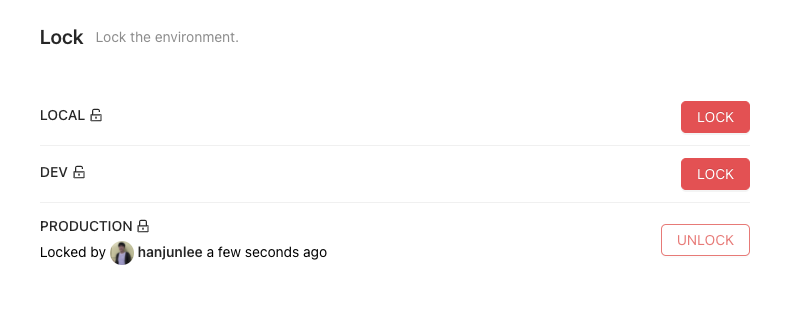 Lock Lock the environment.
LOCAL LOCK
DEV LOCK
PRODUCTION
Locked by hanjunlee a few seconds ago
UNLOCK